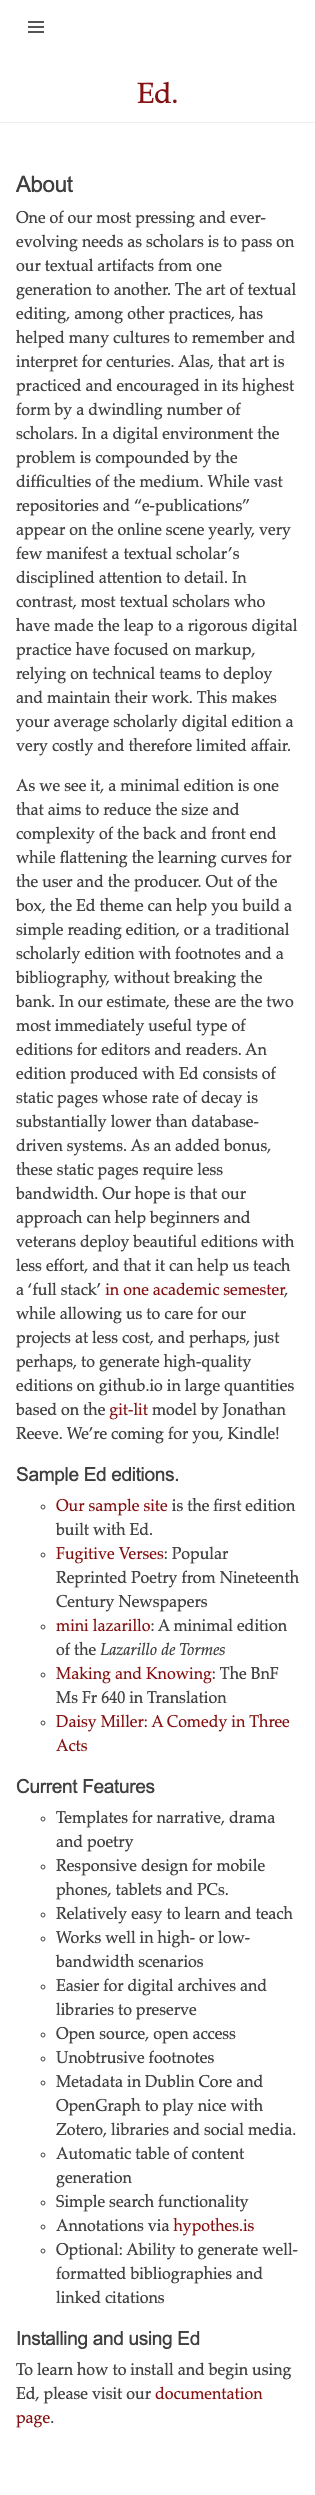 Ed.
About
One of our most pressing and ever-
evolving needs as scholars is to pass on
our textual artifacts from one
generation to another. The art of textual
editing, among other practices, has
helped many cultures to remember and
interpret for centuries. Alas, that art is
practiced and encouraged in its highest
form by a dwindling number of
scholars. In a digital environment the
problem is compounded by the
difficulties of the medium. While vast
repositories and “e-publications”
appear on the online scene yearly, very
few manifest a textual scholar’s
disciplined attention to detail. In
contrast, most textual scholars who
have made the leap to a rigorous digital
practice have focused on markup,
relying on technical teams to deploy
and maintain their work. This makes
your average scholarly digital edition a
very costly and therefore limited affair.
As we see it, a minimal edition is one
that aims to reduce the size and
complexity of the back and front end
while flattening the learning curves for
the user and the producer. Out of the
box, the Ed theme can help you build a
simple reading edition, or a traditional
scholarly edition with footnotes and a
bibliography, without breaking the
bank. In our estimate, these are the two
most immediately useful type of
editions for editors and readers. An
edition produced with Ed consists of
static pages whose rate of decay is
substantially lower than database-
driven systems. As an added bonus,
these static pages require less
bandwidth. Our hope is that our
approach can help beginners and
veterans deploy beautiful editions with
less effort, and that it can help us teach
a ‘full stack’ in one academic semester,
while allowing us to care for our
projects at less cost, and perhaps, just
perhaps, to generate high-quality
editions on github.io in large quantities
based on the git-lit model by Jonathan
Reeve. We’re coming for you, Kindle!
Sample Ed editions.
Our sample site is the first edition
built with Ed.
Fugitive Verses: Popular
Reprinted Poetry from Nineteenth
Century Newspapers
mini lazarillo: A minimal edition
of the Lazarillo de Tormes
Making and Knowing: The BnF
Ms Fr 640 in Translation
Daisy Miller: A Comedy in Three
Acts
Current Features
Templates for narrative, drama
and poetry
Responsive design for mobile
phones, tablets and PCs.
Relatively easy to learn and teach
Works well in high- or low-
bandwidth scenarios
Easier for digital archives and
libraries to preserve
Open source, open access
Unobtrusive footnotes
Metadata in Dublin Core and
OpenGraph to play nice with
Zotero, libraries and social media.
Automatic table of content
generation
Simple search functionality
Annotations via hypothes.is
Optional: Ability to generate well-
formatted bibliographies and
linked citations
Installing and using Ed
To learn how to install and begin using
Ed, please visit our documentation
page.